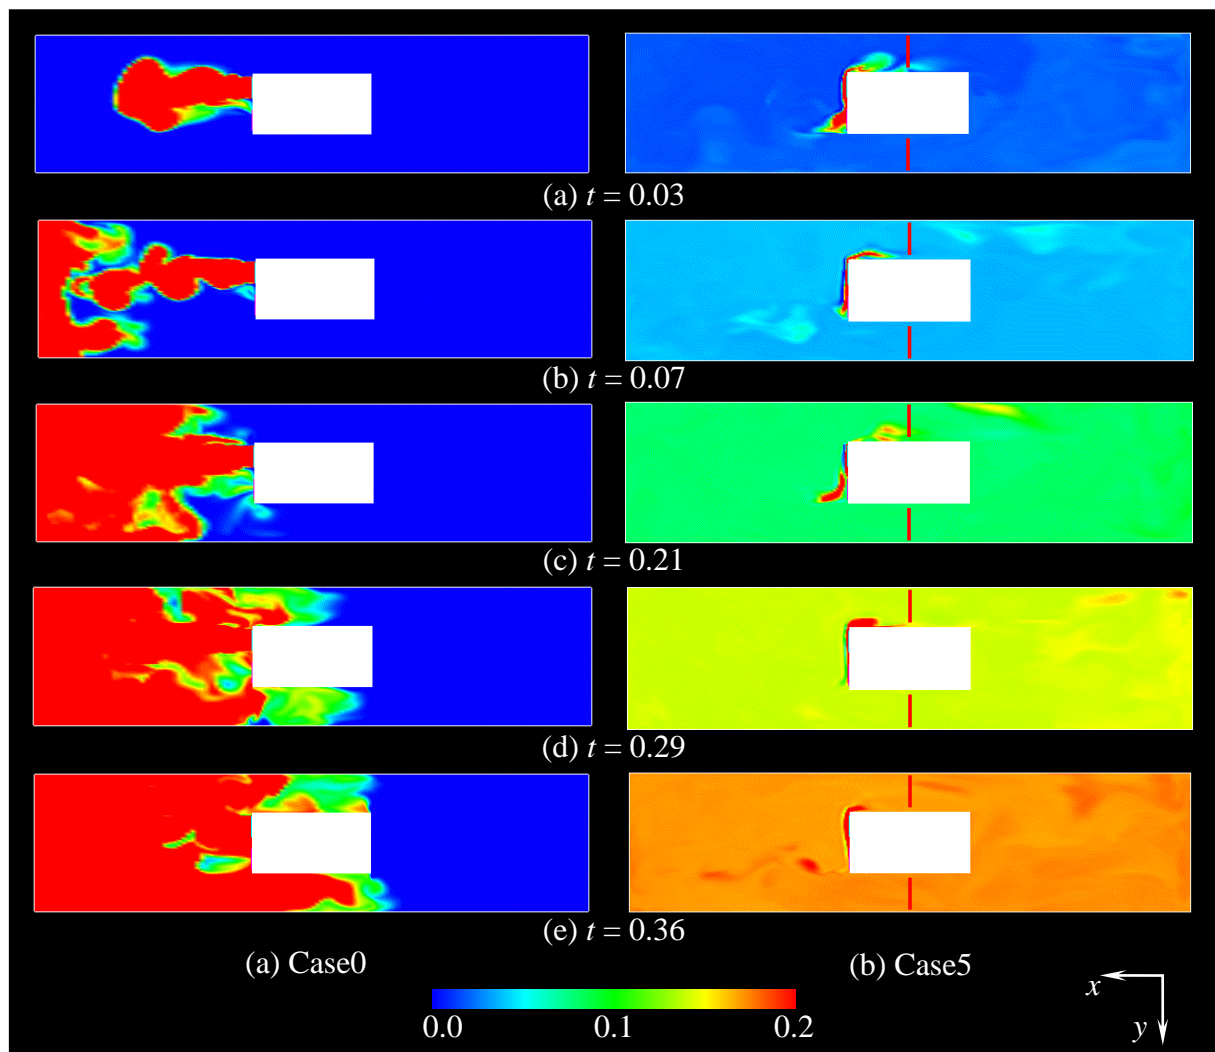 (a) t = 0.03
(b) t = 0.07
(c) t = 0.21
(d) t = 0.29
(e) t = 0.36
(a) Case0
(b) Case5
x
y
0.0
0.1
0.2